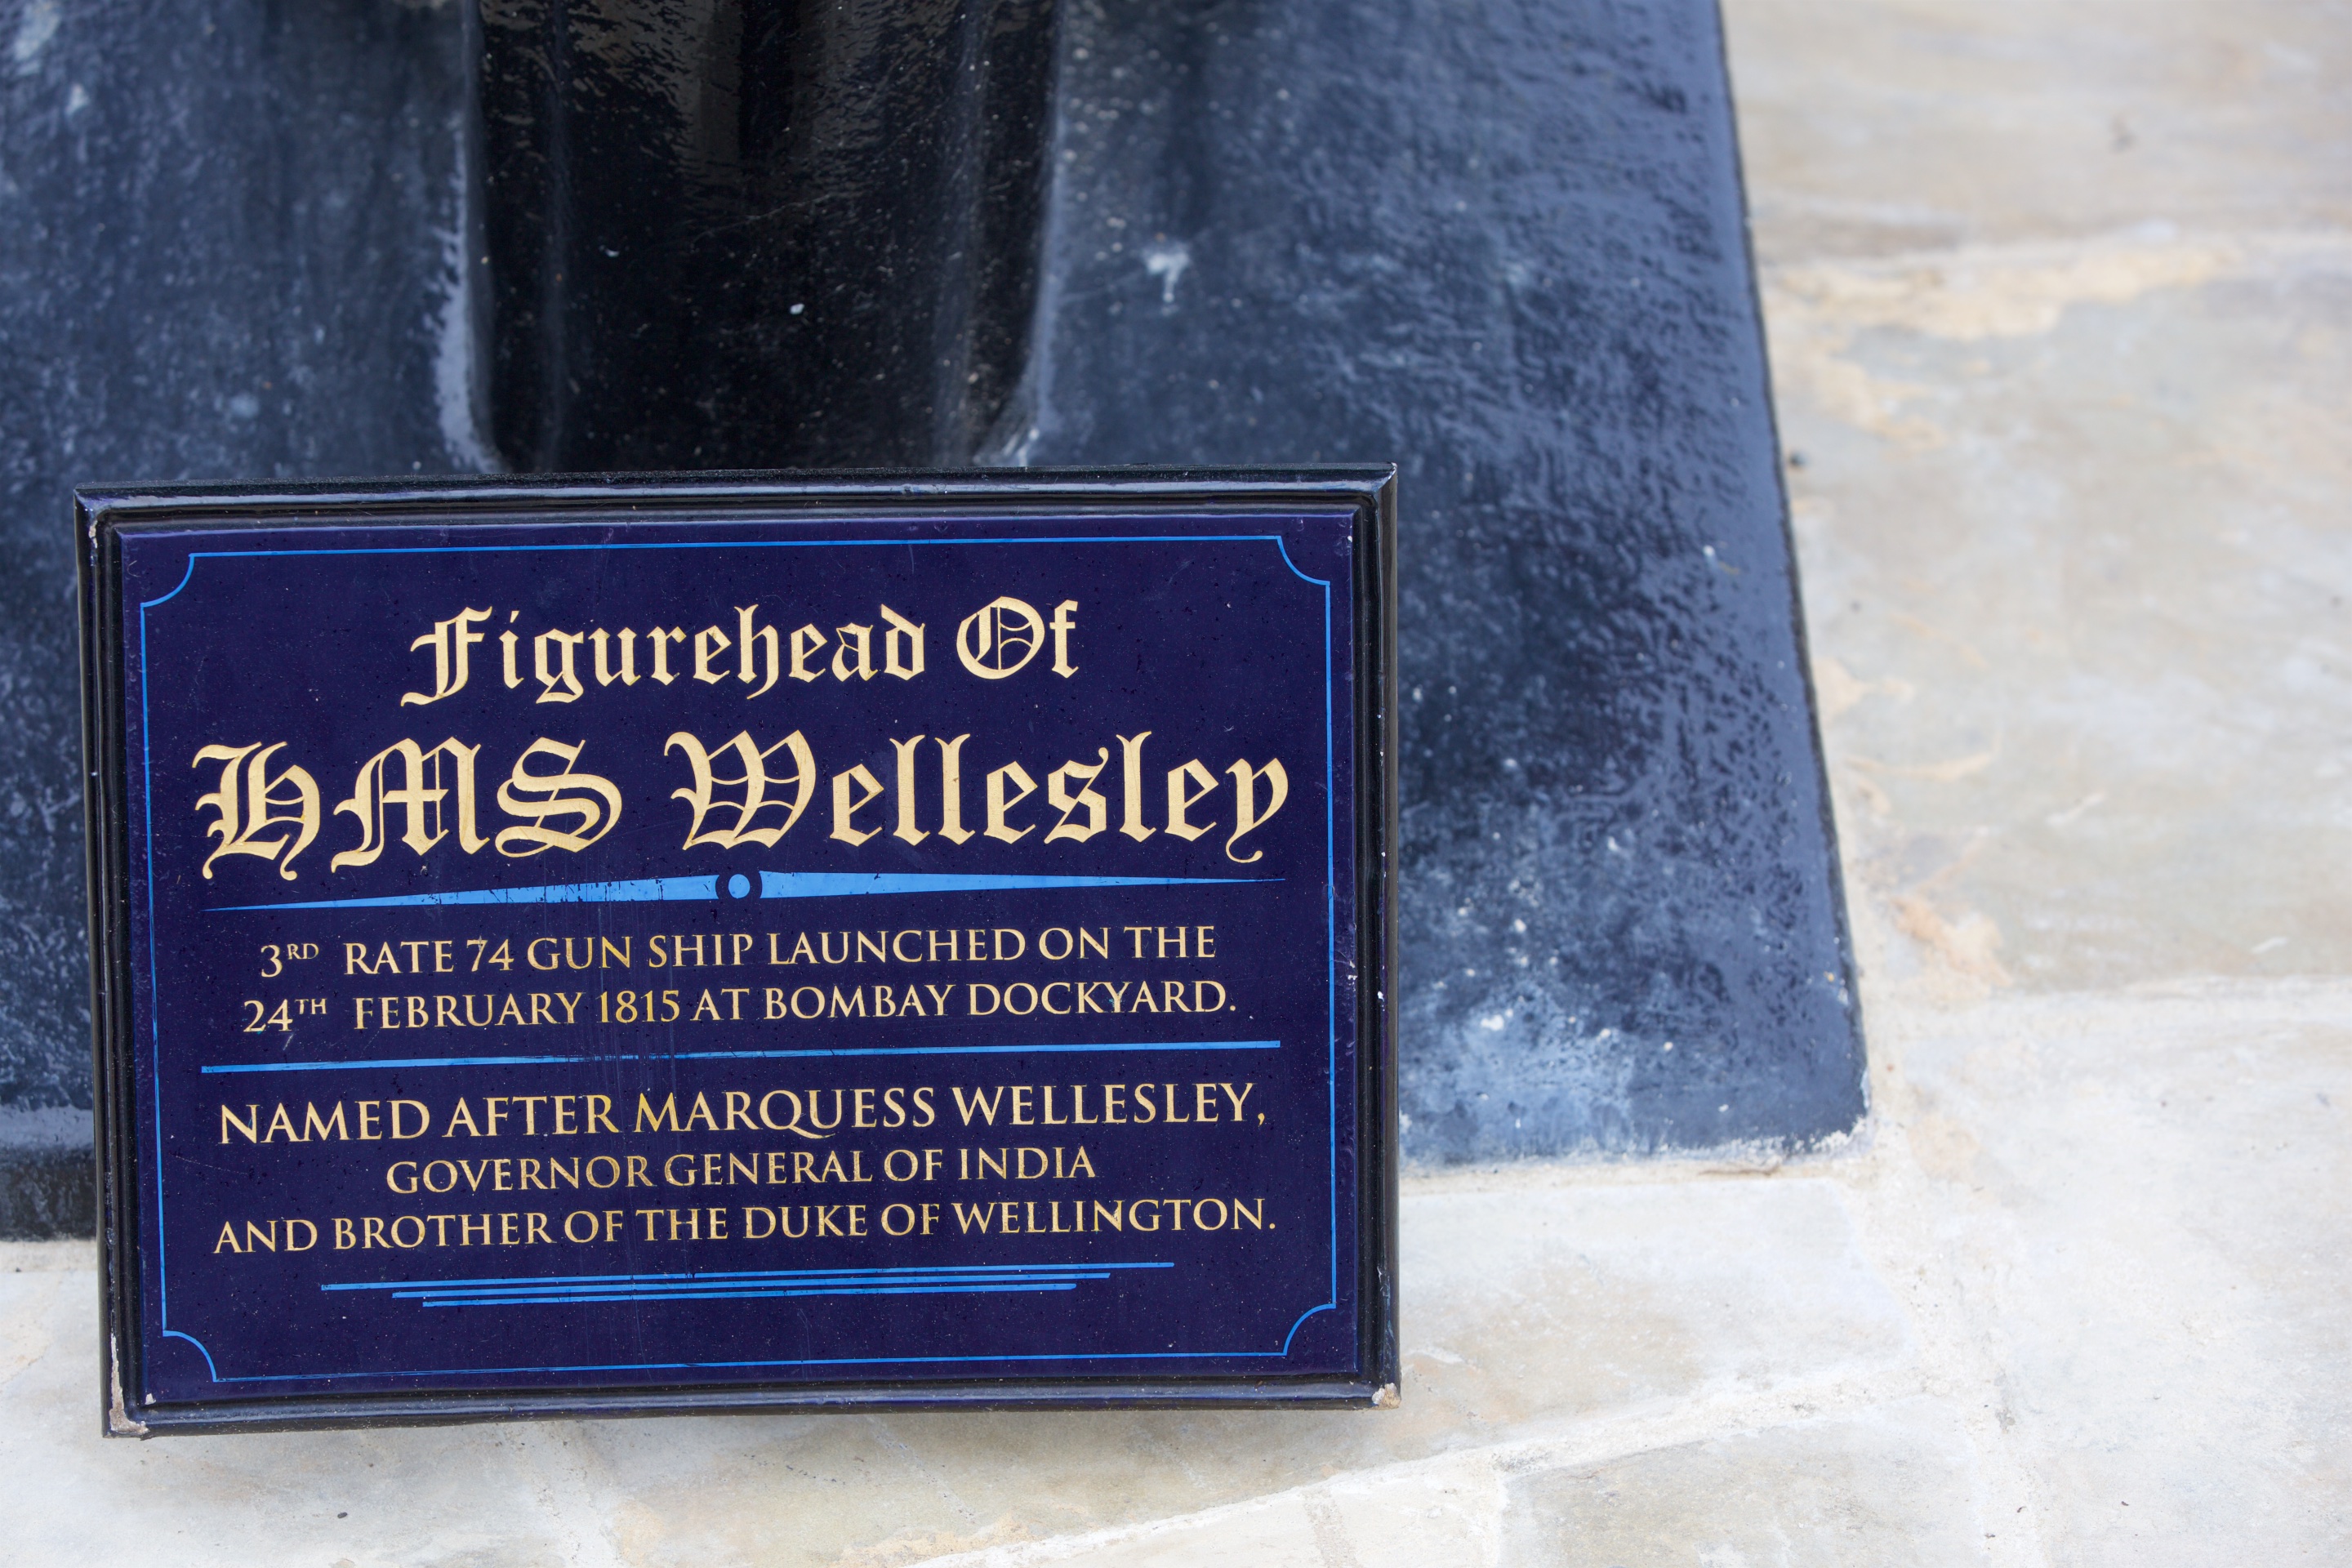 Figurehead Of
HMS Wellesley
3RD RATE 74 GUN SHIP LAUNCHED ON THE
24TH FEBRUARY 1815 AT BOMBAY DOCKYARD.
NAMED AFTER MARQUESS WELLESLEY,
GOVERNOR GENERAL OF INDIA
AND BROTHER OF THE DUKE OF WELLINGTON.